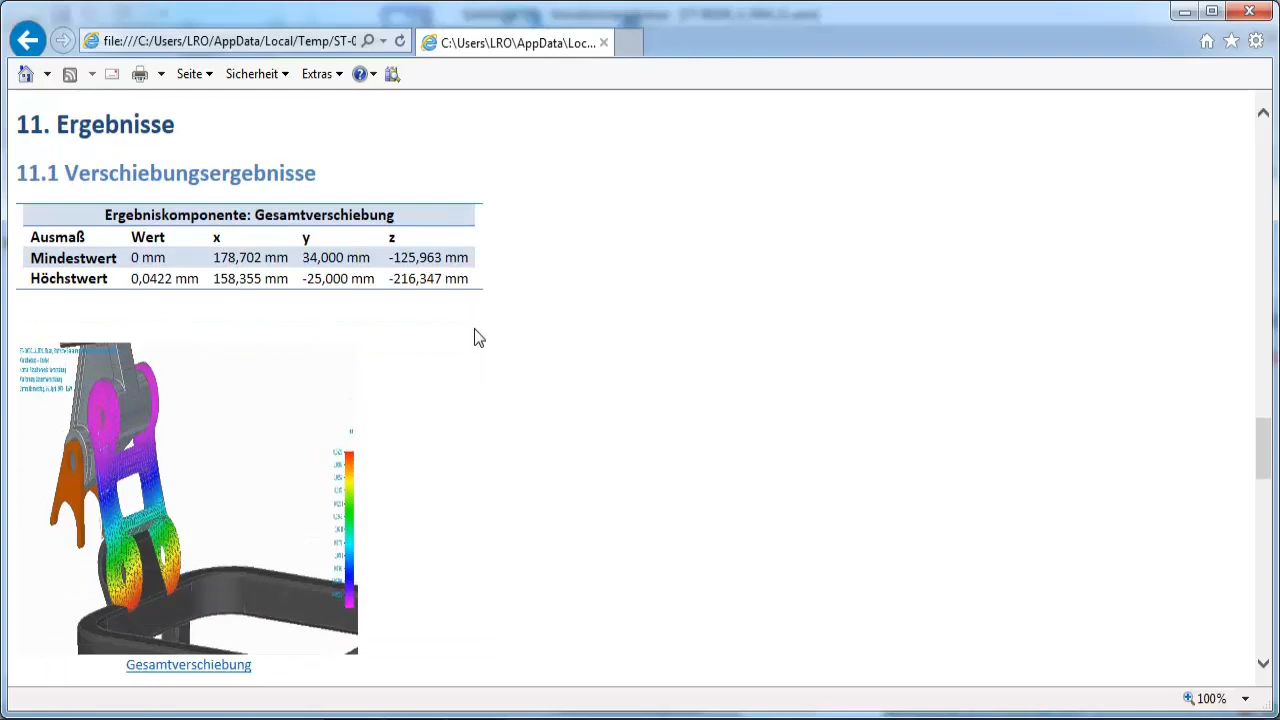 file:///C:/Users/LRO/AppData/Local/Temp/ST-0
C:\Users\LRO\AppData\Loc...
Seite
Sicherheit
Extras
11. Ergebnisse
11.1 Verschiebungsergebnisse
Ergebniskomponente: Gesamtverschiebung
Ausmaß Wert x y z
Mindestwert 0 mm 178,702 mm 34,000 mm -125,963 mm
Höchstwert 0,0422 mm 158,355 mm -25,000 mm -216,347 mm
Gesamtverschiebung
100%